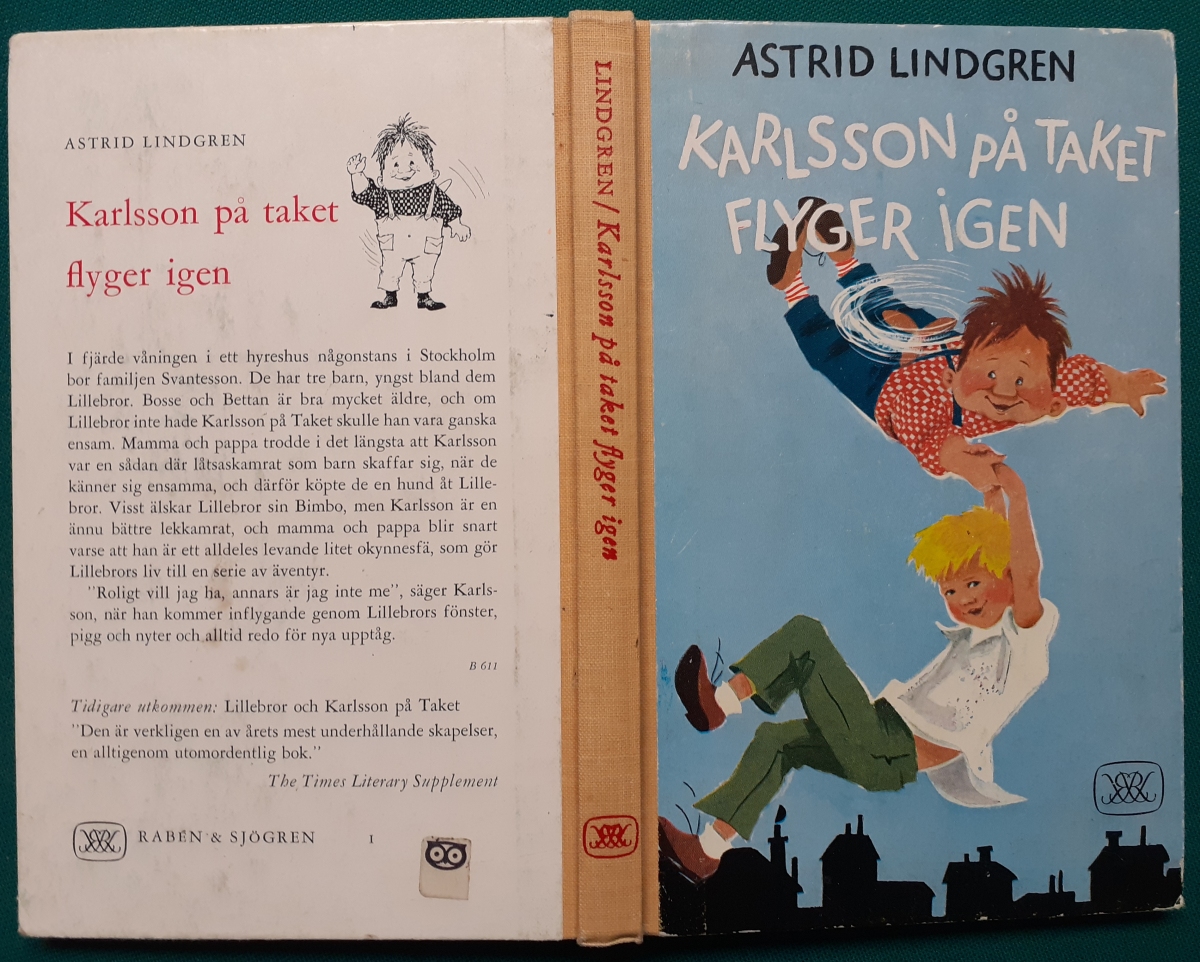 ASTRID LINDGREN
Karlsson på taket
flyger igen
I fjärde våningen i ett hyreshus någonstans i Stockholm
bor familjen Svantesson. De har tre barn, yngst bland dem
Lillebror. Bosse och Bettan är bra mycket äldre, och om
Lillebror inte hade Karlsson på Taket skulle han vara ganska
ensam. Mamma och pappa trodde i det längsta att Karlsson
var en sådan där låtsaskamrat som barn skaffar sig, när de
känner sig ensamma, och därför köpte de en hund åt Lille-
bror. Visst älskar Lillebror sin Bimbo, men Karlsson är en
ännu bättre lekkamrat, och mamma och pappa blir snart
varse att han är ett alldeles levande litet okynnesfä, som gör
Lillebrors liv till en serie av äventyr.
"Roligt vill jag ha, annars är jag inte me", säger Karls-
son, när han kommer inflygande genom Lillebrors fönster,
pigg och nyter och alltid redo för nya upptåg.
B 611
Tidigare utkommen: Lillebror och Karlsson på Taket
"Den är verkligen en av årets mest underhållande skapelser,
en alltigenom utomordentlig bok."
The Times Literary Supplement
RABÉN & SJÖGREN 1
LINDGREN / Karlsson på taket flyger igen
ASTRID LINDGREN
KARLSSON PÅ TAKET
FLYGER IGEN